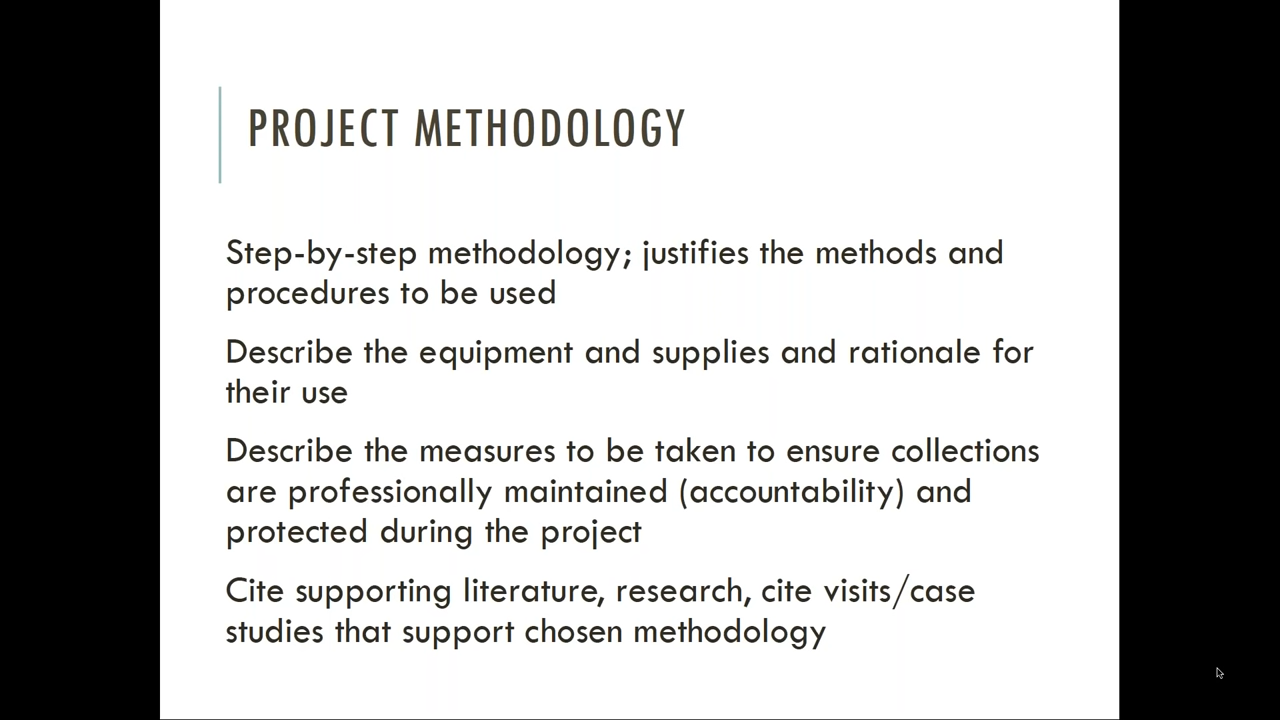 PROJECT METHODOLOGY
Step-by-step methodology; justifies the methods and
procedures to be used
Describe the equipment and supplies and rationale for
their use
Describe the measures to be taken to ensure collections
are professionally maintained (accountability) and
protected during the project
Cite supporting literature, research, cite visits/case
studies that support chosen methodology